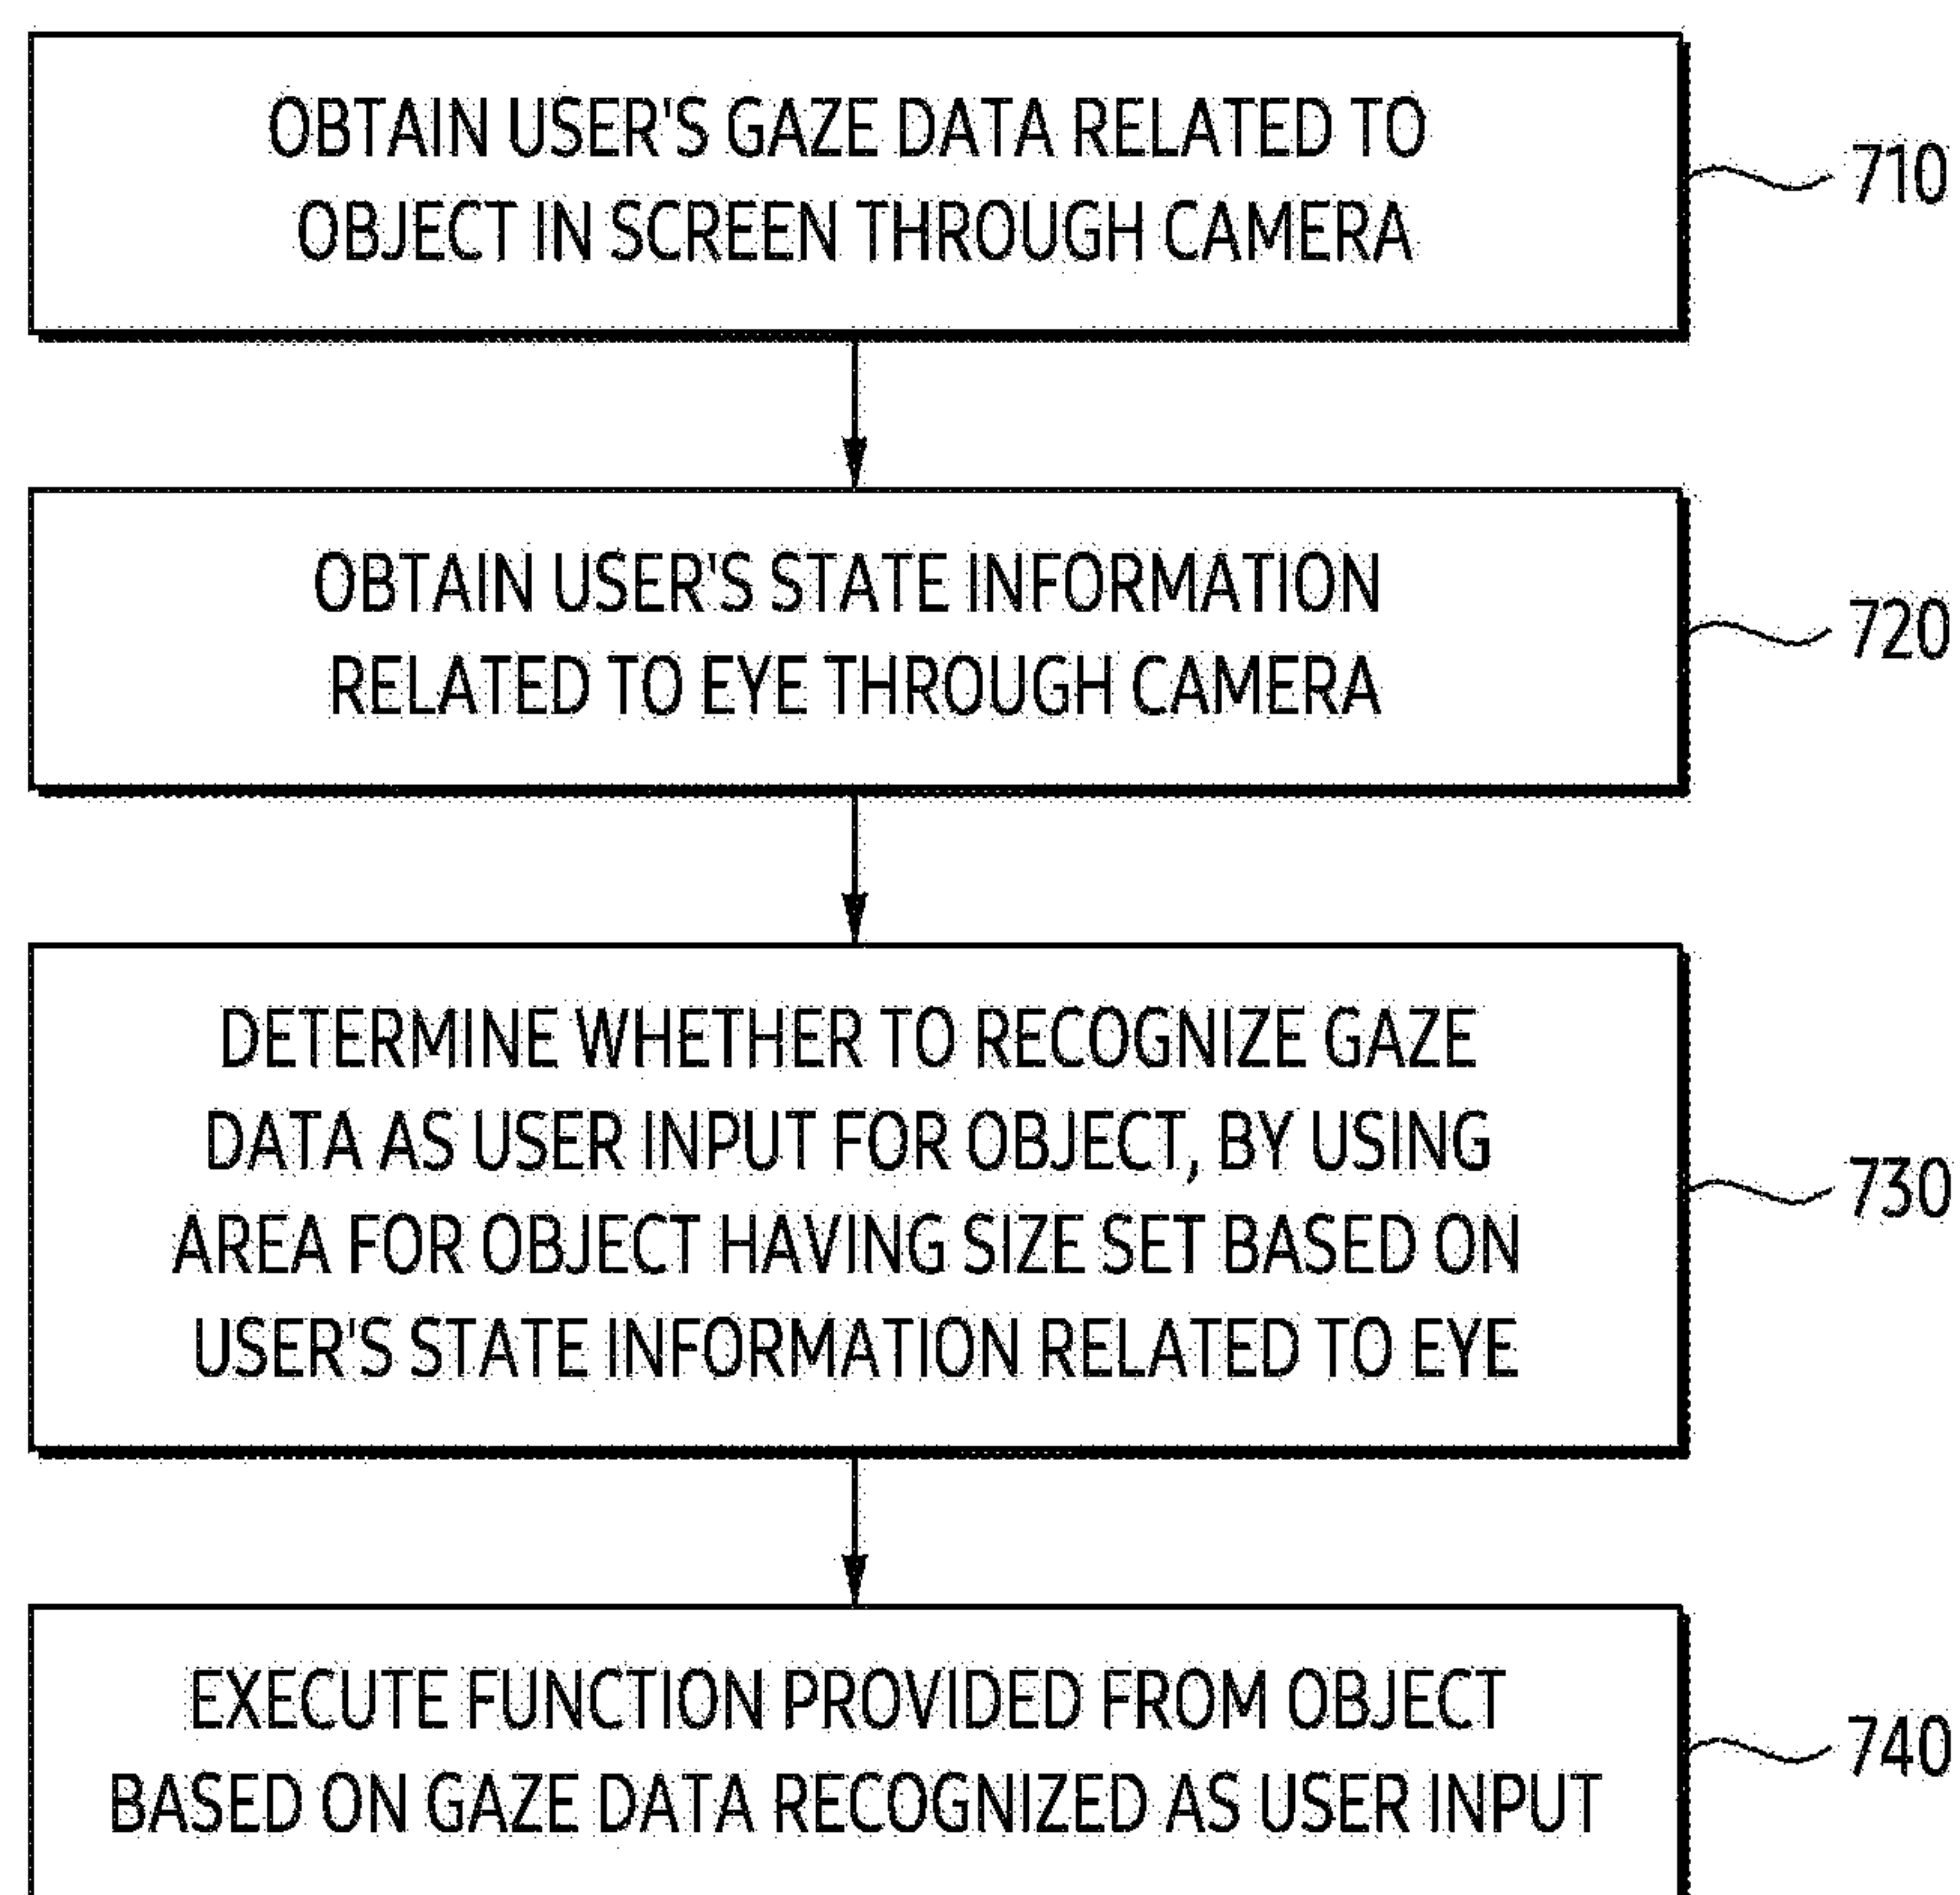 OBTAIN USER'S GAZE DATA RELATED TO
OBJECT IN SCREEN THROUGH CAMERA
710
OBTAIN USER'S STATE INFORMATION
RELATED TO EYE THROUGH CAMERA
720
DETERMINE WHETHER TO RECOGNIZE GAZE
DATA AS USER INPUT FOR OBJECT, BY USING
AREA FOR OBJECT HAVING SIZE SET BASED ON
USER'S STATE INFORMATION RELATED TO EYE
730
EXECUTE FUNCTION PROVIDED FROM OBJECT
BASED ON GAZE DATA RECOGNIZED AS USER INPUT
740